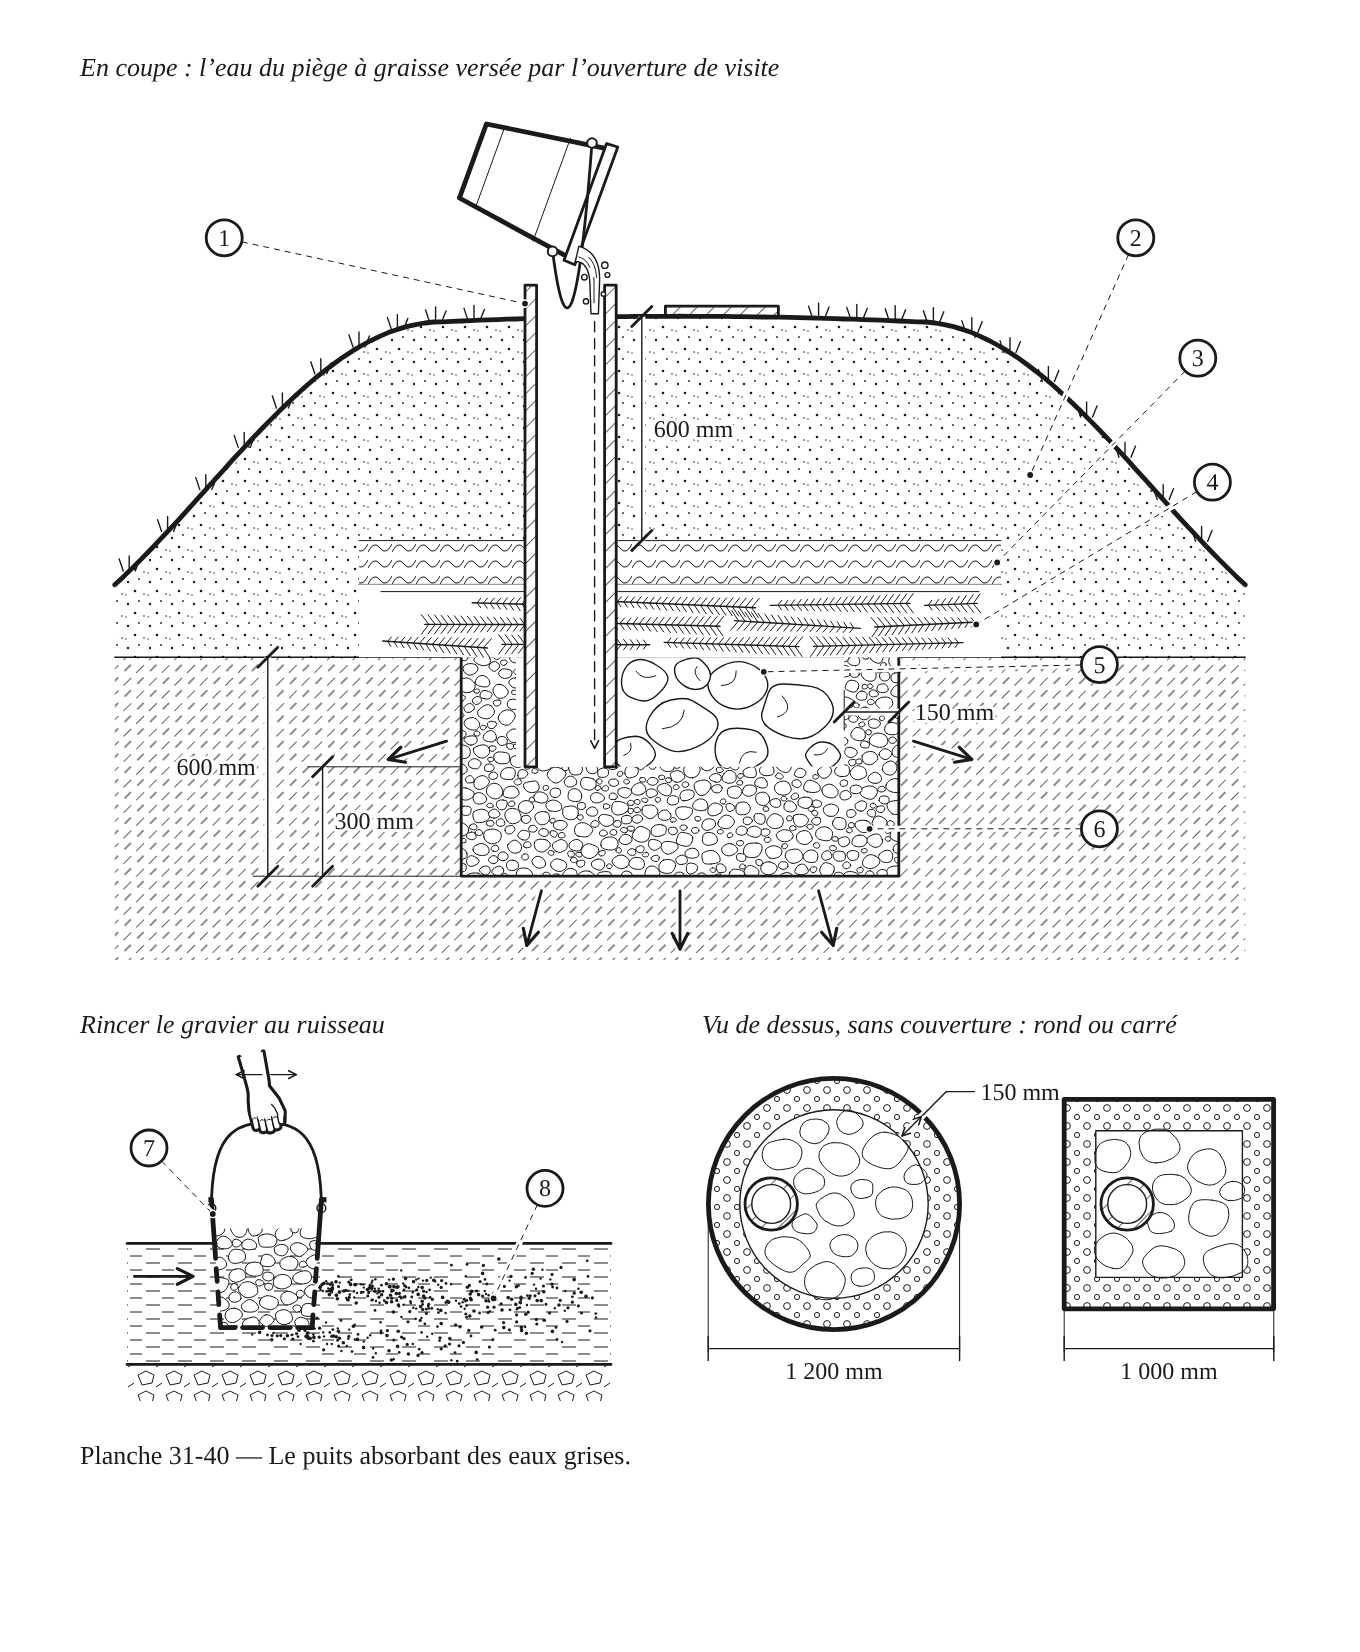 En coupe : l’eau du piège à graisse versée par l’ouverture de visite
1
2
3
600 mm
4
5
150 mm
600 mm
300 mm
6
Rincer le gravier au ruisseau
Vu de dessus, sans couverture : rond ou carré
150 mm
7
8
1 200 mm
1 000 mm
Planche 31-40 — Le puits absorbant des eaux grises.